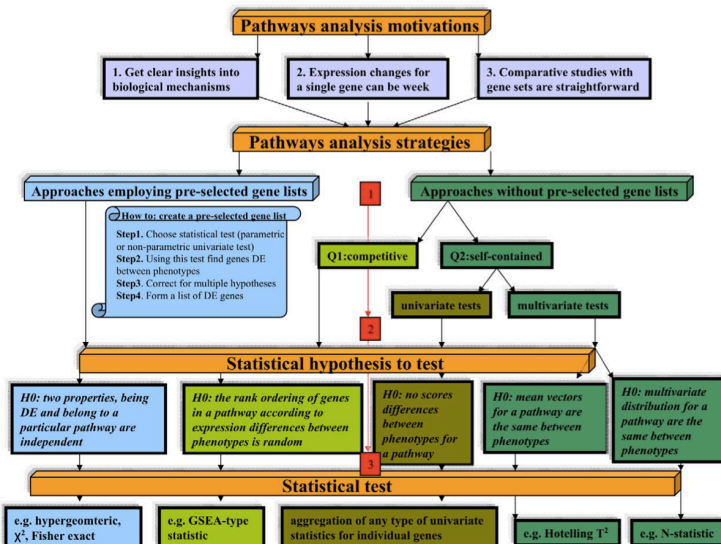 Pathways analysis motivations
1. Get clear insights into
biological mechanisms
2. Expression changes for
a single gene can be week
3. Comparative studies with
gene sets are straightforward
Pathways analysis strategies
Approaches employing pre-selected gene lists
1
Approaches without pre-selected gene lists
How to: create a pre-selected gene list
Step1. Choose statistical test (parametric
or non-parametric univariate test)
Step2. Using this test find genes DE
between phenotypes
Step3. Correct for multiple hypotheses
Step4. Form a list of DE genes
Q1:competitive
Q2:self-contained
univariate tests
multivariate tests
2
Statistical hypothesis to test
H0: two properties, being
DE and belong to a
particular pathway are
independent
H0: the rank ordering of genes
in a pathway according to
expression differences between
phenotypes is random
H0: no scores
differences
between
phenotypes for
a pathway
H0: mean vectors
for a pathway are
the same between
phenotypes
H0: multivariate
distribution for a
pathway are the
same between
phenotypes
3
Statistical test
e.g. hypergeomteric,
χ², Fisher exact
e.g. GSEA-type
statistic
aggregation of any type of univariate
statistics for individual genes
e.g. Hotelling T²
e.g. N-statistic